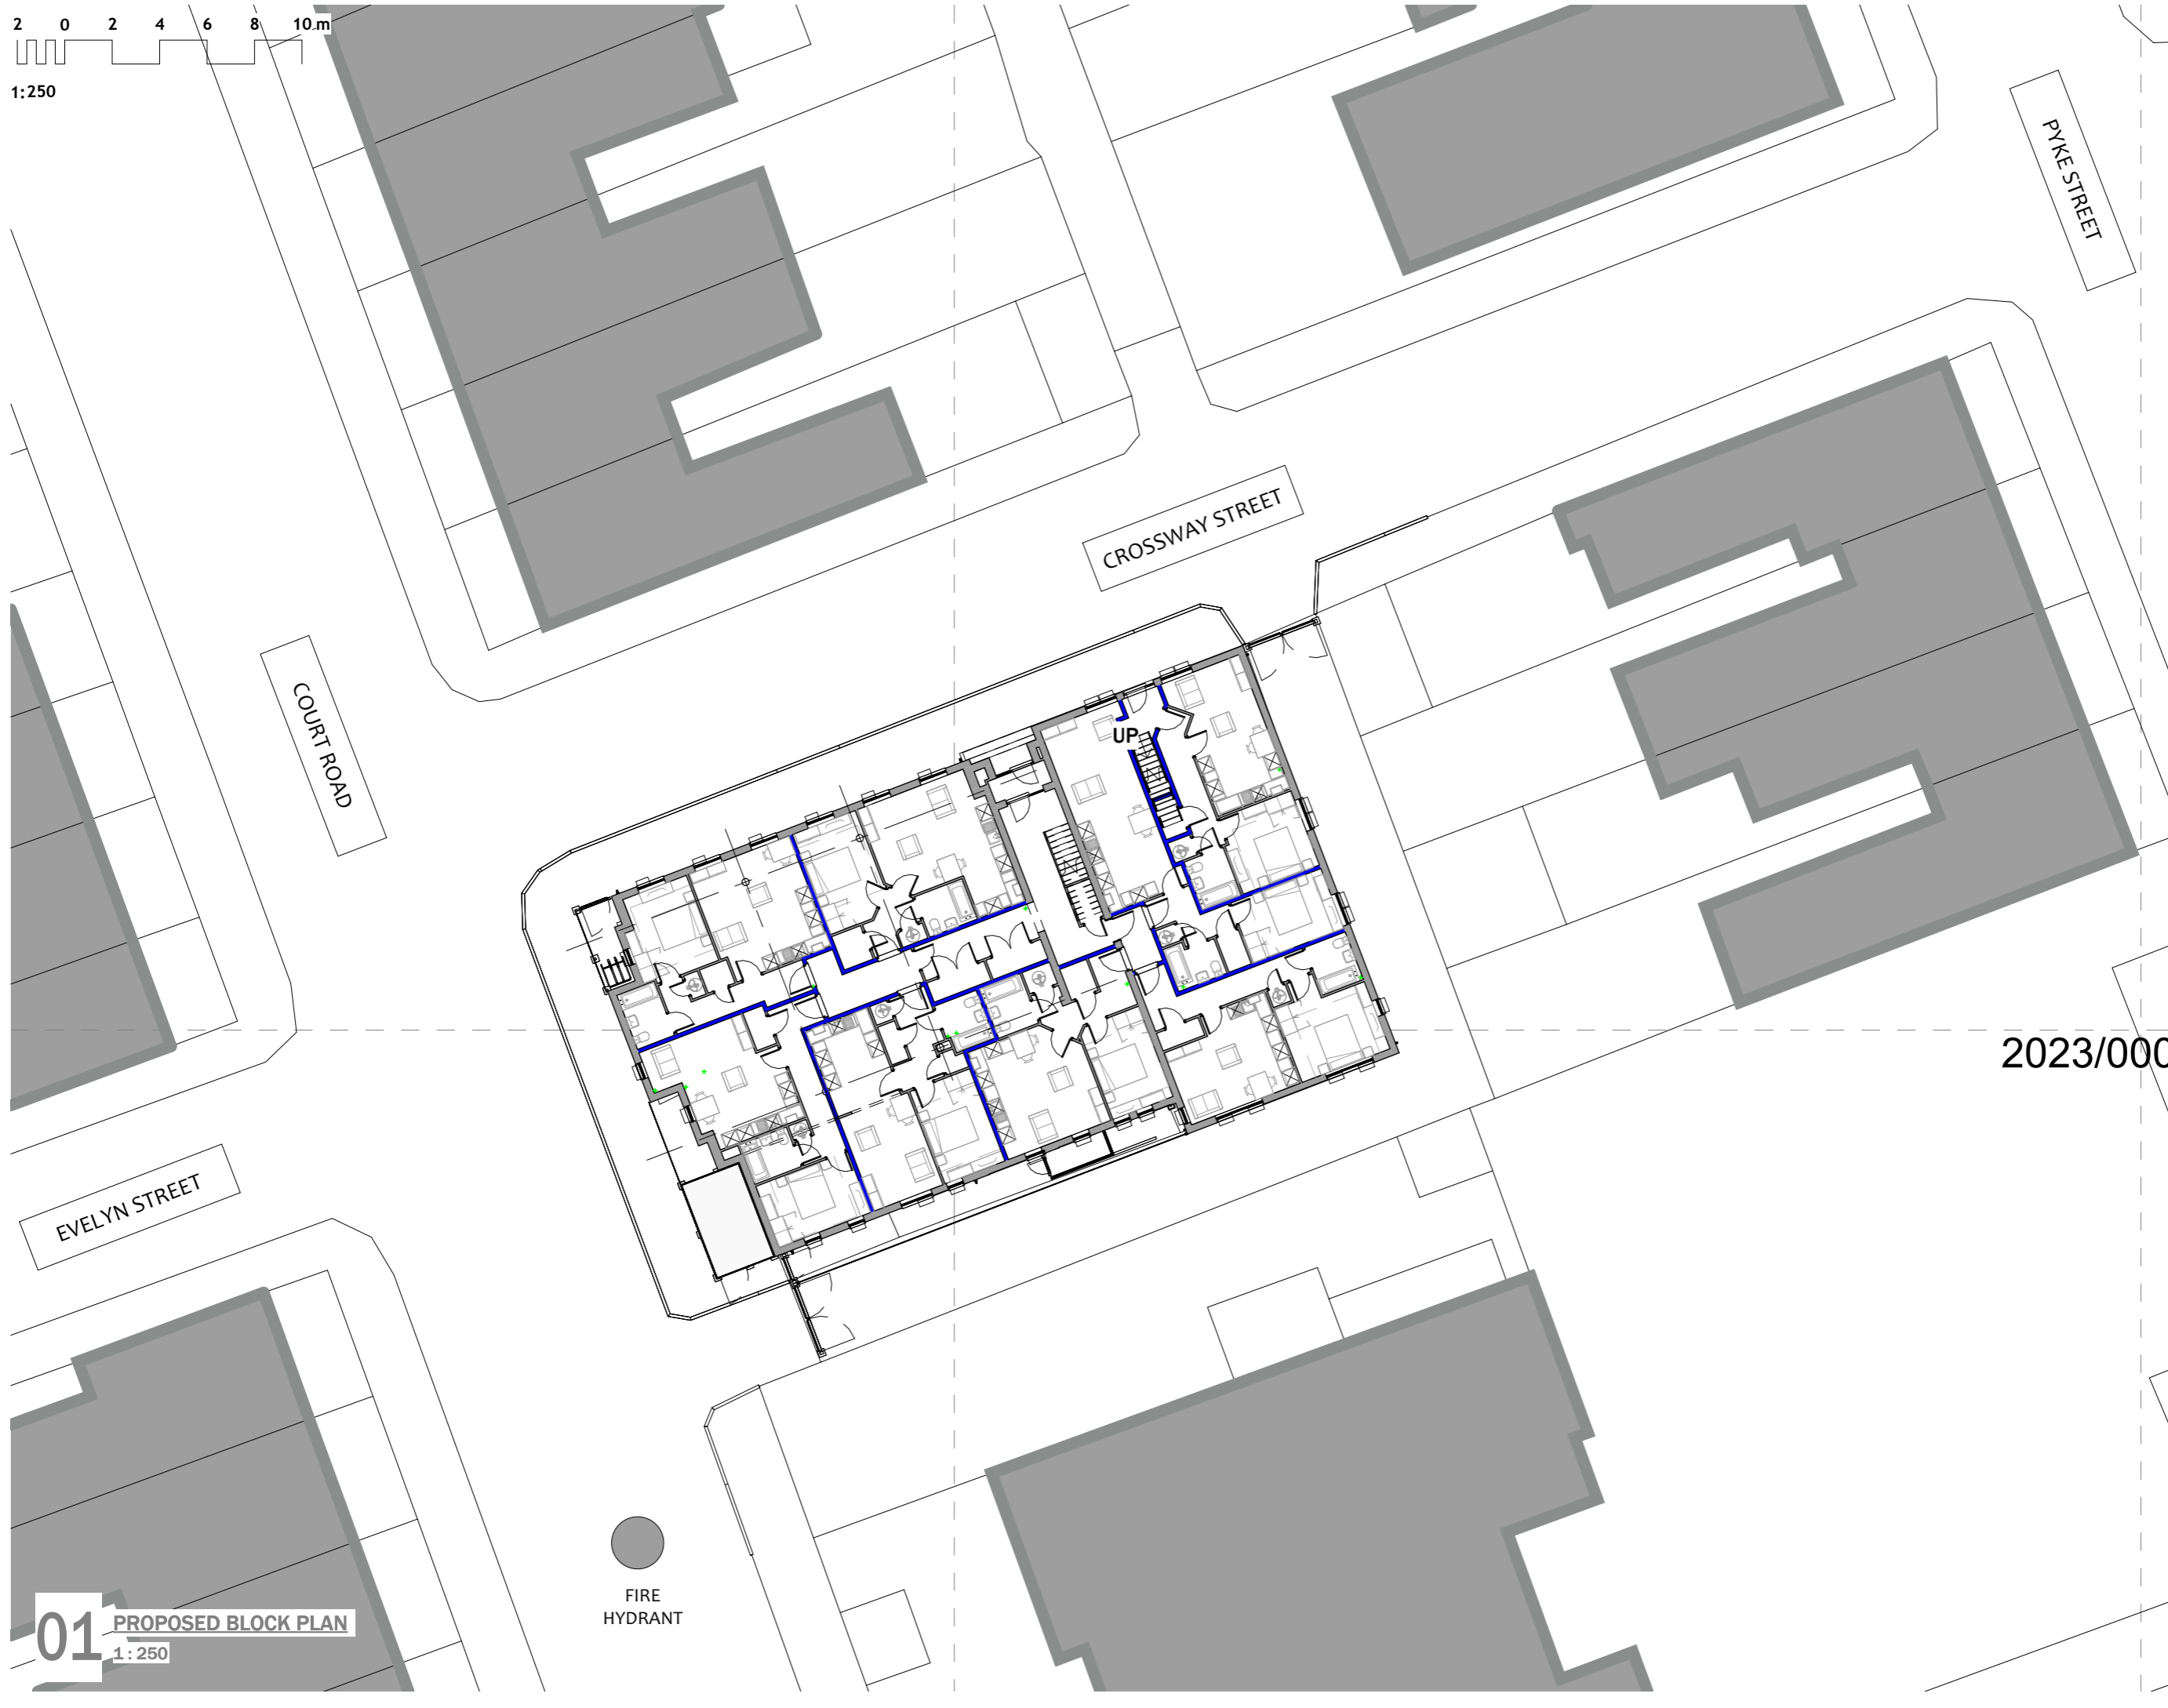 2 0 2 4 6 8 10 m
1:250
PYKE STREET
CROSSWAY STREET
COURT ROAD
UP
2023/000
EVELYN STREET
FIRE
HYDRANT
01 PROPOSED BLOCK PLAN
1 : 250